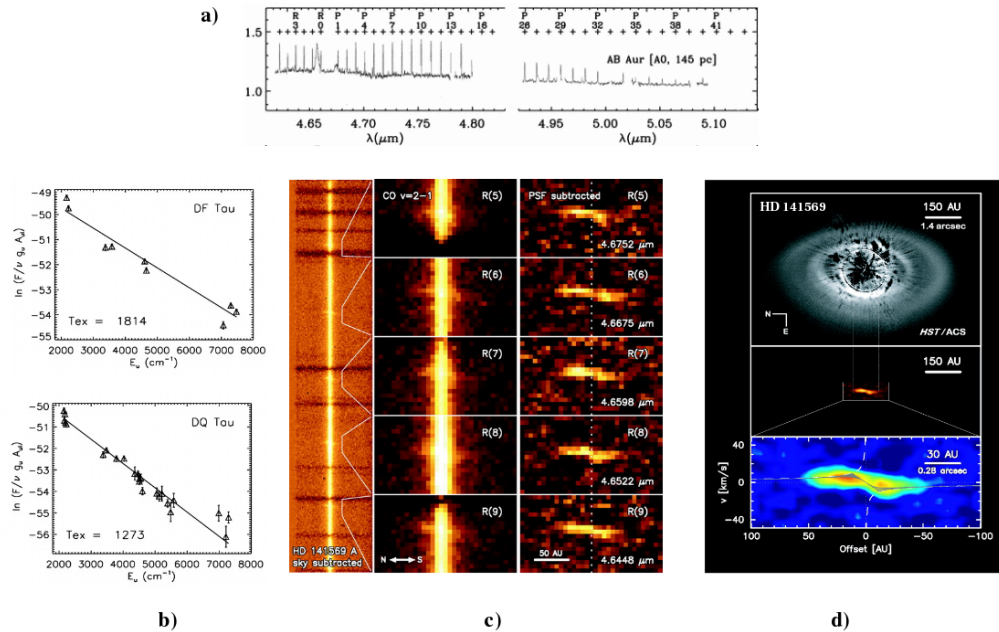 a)
R R P P P P P P P
3 0 1 4 7 10 13 16
P P P P P P
26 29 32 35 38 41
1.5
1.0
AB Aur [A0, 145 pc]
4.65 4.70 4.75 4.80
4.95 5.00 5.05 5.10
λ(μm)
λ(μm)
-49
-50
-51
-52
-53
-54
-55
ln (F/ν gᵤ Aᵤₗ)
DF Tau
Tex = 1814
2000 3000 4000 5000 6000 7000 8000
Eᵤ (cm⁻¹)
-50
-51
-52
-53
-54
-55
-56
ln (F/ν gᵤ Aᵤₗ)
DQ Tau
Tex = 1273
2000 3000 4000 5000 6000 7000 8000
Eᵤ (cm⁻¹)
b)
HD 141569 A
sky subtracted
CO v=2-1 R(5)
R(6)
R(7)
R(8)
R(9)
N S
PSF subtracted R(5)
4.6752 μm
R(6)
4.6675 μm
R(7)
4.6598 μm
R(8)
4.6522 μm
R(9)
50 AU
4.6448 μm
c)
HD 141569
150 AU
1.4 arcsec
N
E
HST/ACS
150 AU
30 AU
0.28 arcsec
v [km/s]
40
20
0
-40
100 50 0 -50 -100
Offset [AU]
d)